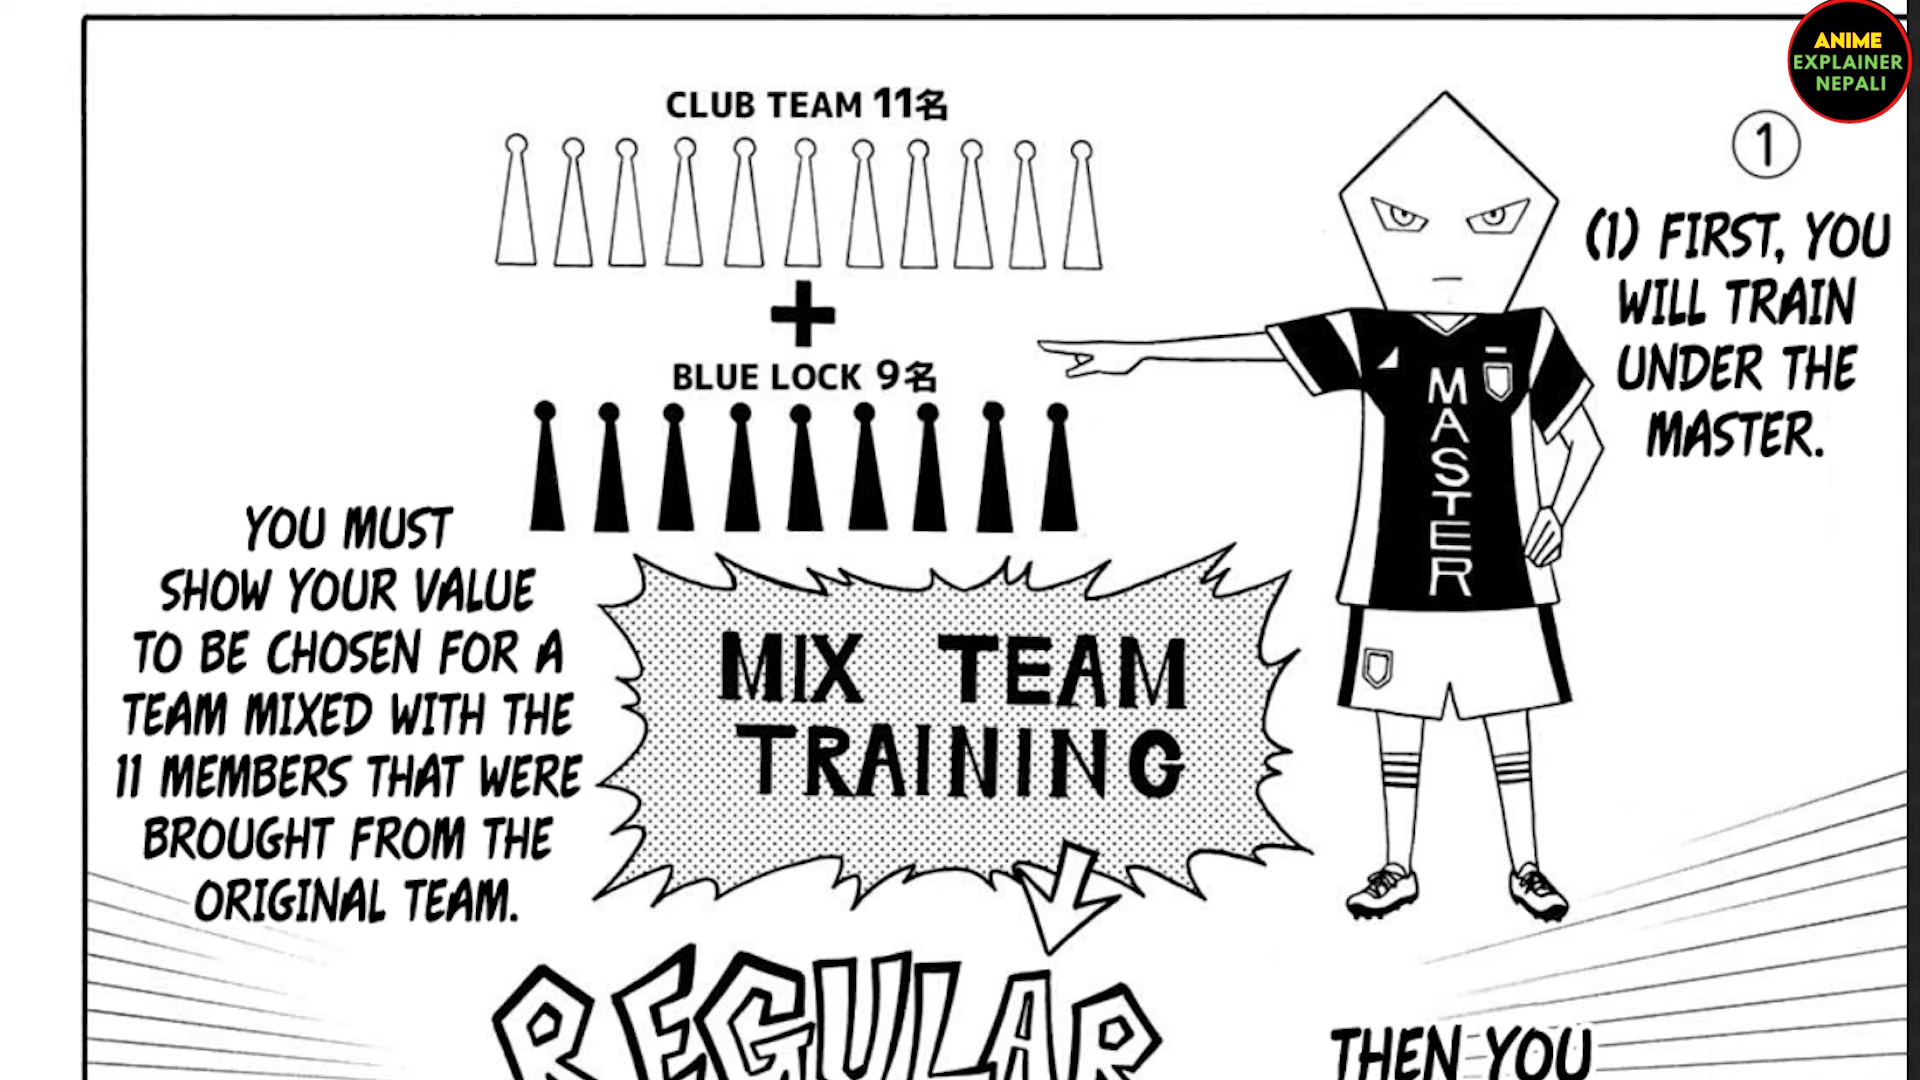 ANIME
EXPLAINER
NEPALI
1
(1) FIRST, YOU
WILL TRAIN
UNDER THE
MASTER.
CLUB TEAM 11名
+
BLUE LOCK 9名
MASTER
YOU MUST
SHOW YOUR VALUE
TO BE CHOSEN FOR A
TEAM MIXED WITH THE
11 MEMBERS THAT WERE
BROUGHT FROM THE
ORIGINAL TEAM.
MIX TEAM
TRAINING
REGULAR
THEN YOU